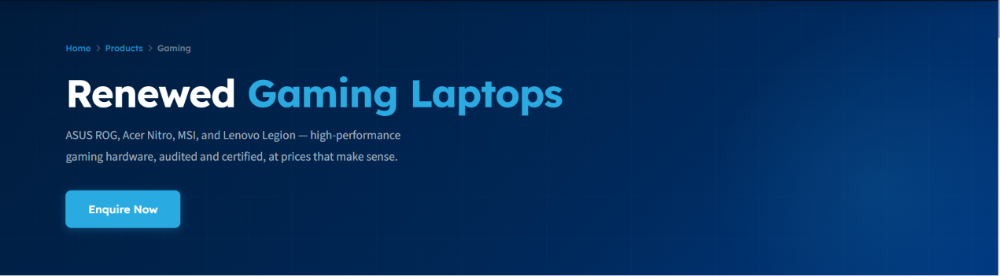 Home > Products > Gaming
Renewed Gaming Laptops
ASUS ROG, Acer Nitro, MSI, and Lenovo Legion — high-performance
gaming hardware, audited and certified, at prices that make sense.
Enquire Now